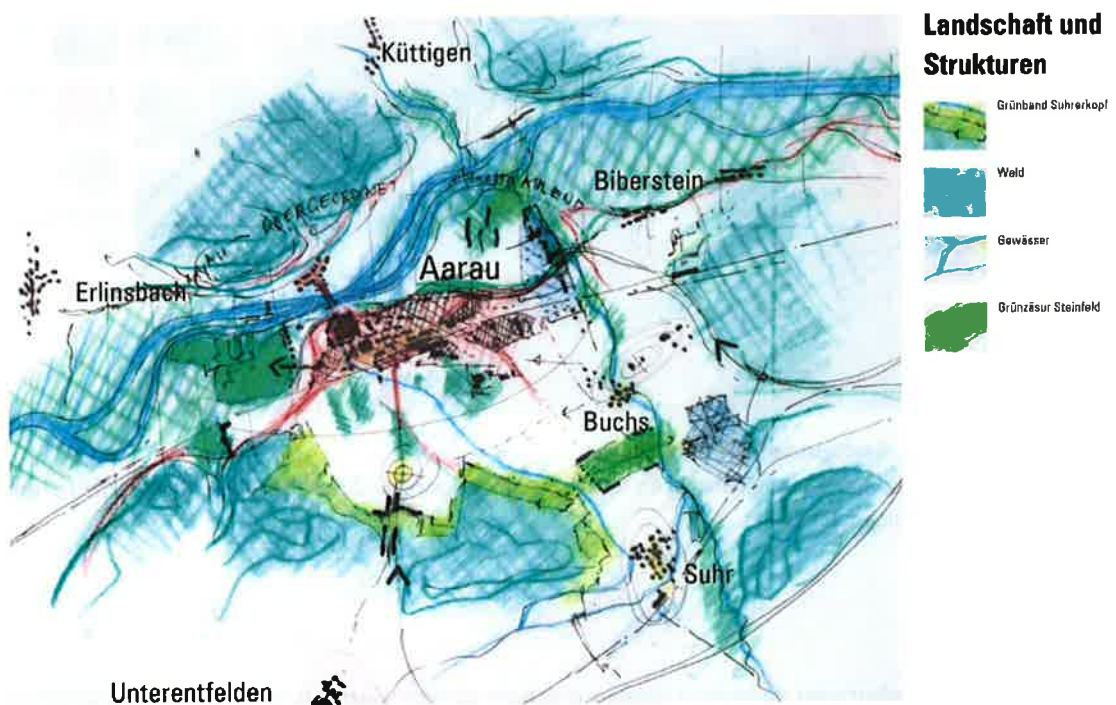 Landschaft und
Strukturen
Grünband Suhrerkopf
Wald
Gewässer
Grünzäsur Steinfeld
Küttigen
Biberstein
Aarau
Erlinsbach
Buchs
Suhr
Unterentfelden